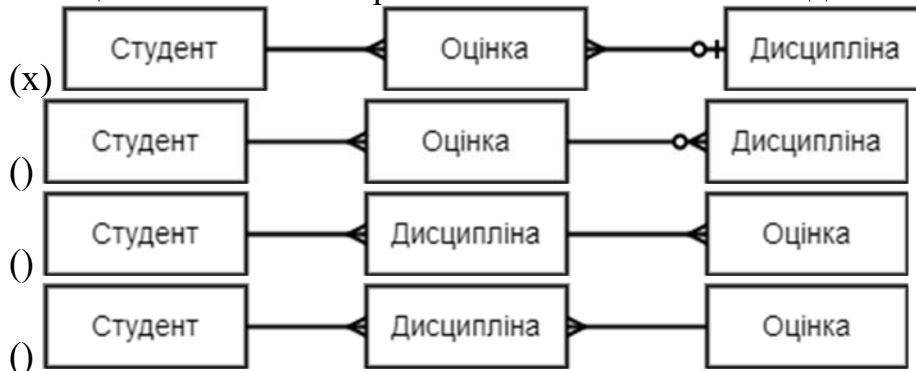 (x) Студент Оцінка Дисципліна
() Студент Оцінка Дисципліна
() Студент Дисципліна Оцінка
() Студент Дисципліна Оцінка